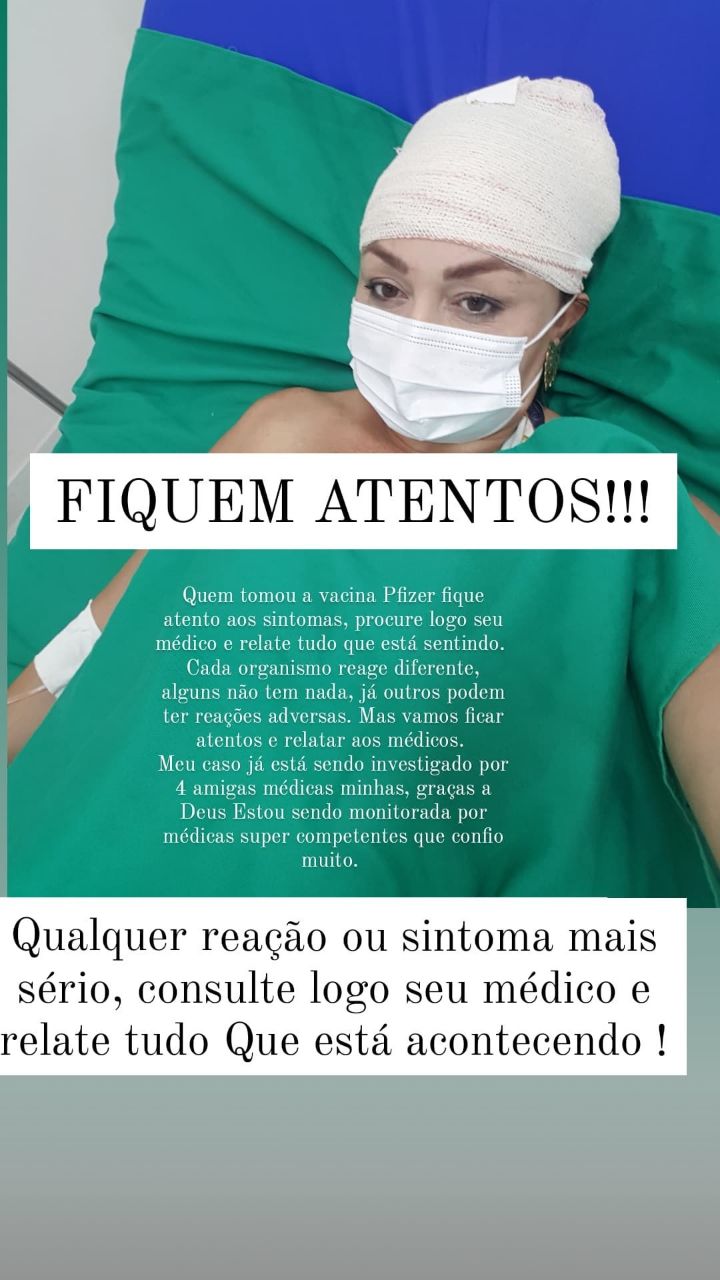 FIQUEM ATENTOS!!!
Quem tomou a vacina Pfizer fique
atento aos sintomas, procure logo seu
médico e relate tudo que está sentindo.
Cada organismo reage diferente,
alguns não tem nada, já outros podem
ter reações adversas. Mas vamos ficar
atentos e relatar aos médicos.
Meu caso já está sendo investigado por
4 amigas médicas minhas, graças a
Deus Estou sendo monitorada por
médicas super competentes que confio
muito.
Qualquer reação ou sintoma mais
sério, consulte logo seu médico e
relate tudo Que está acontecendo !